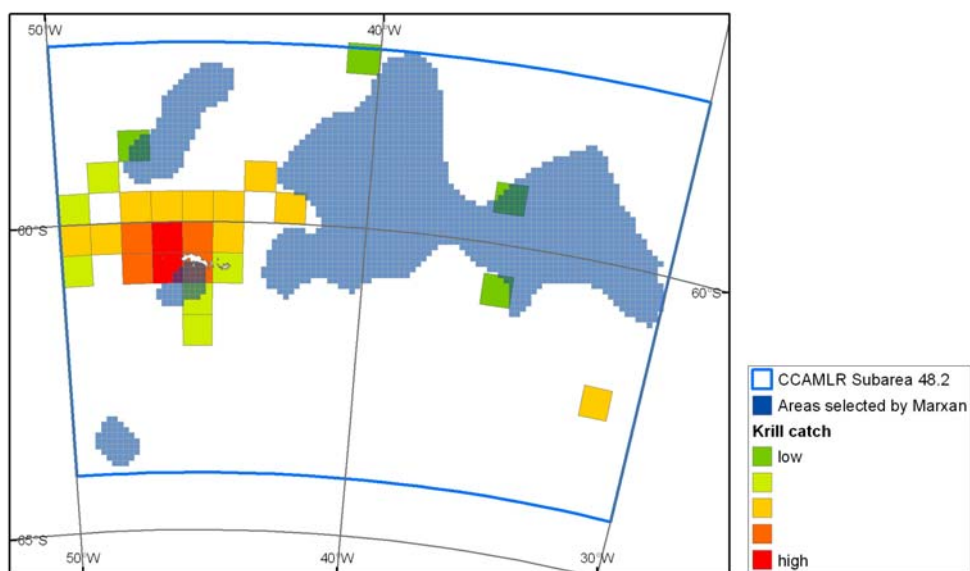 50°W
40°W
60°S
60°S
65°S
50°W
40°W
30°W
CCAMLR Subarea 48.2
Areas selected by Marxan
Krill catch
low
high